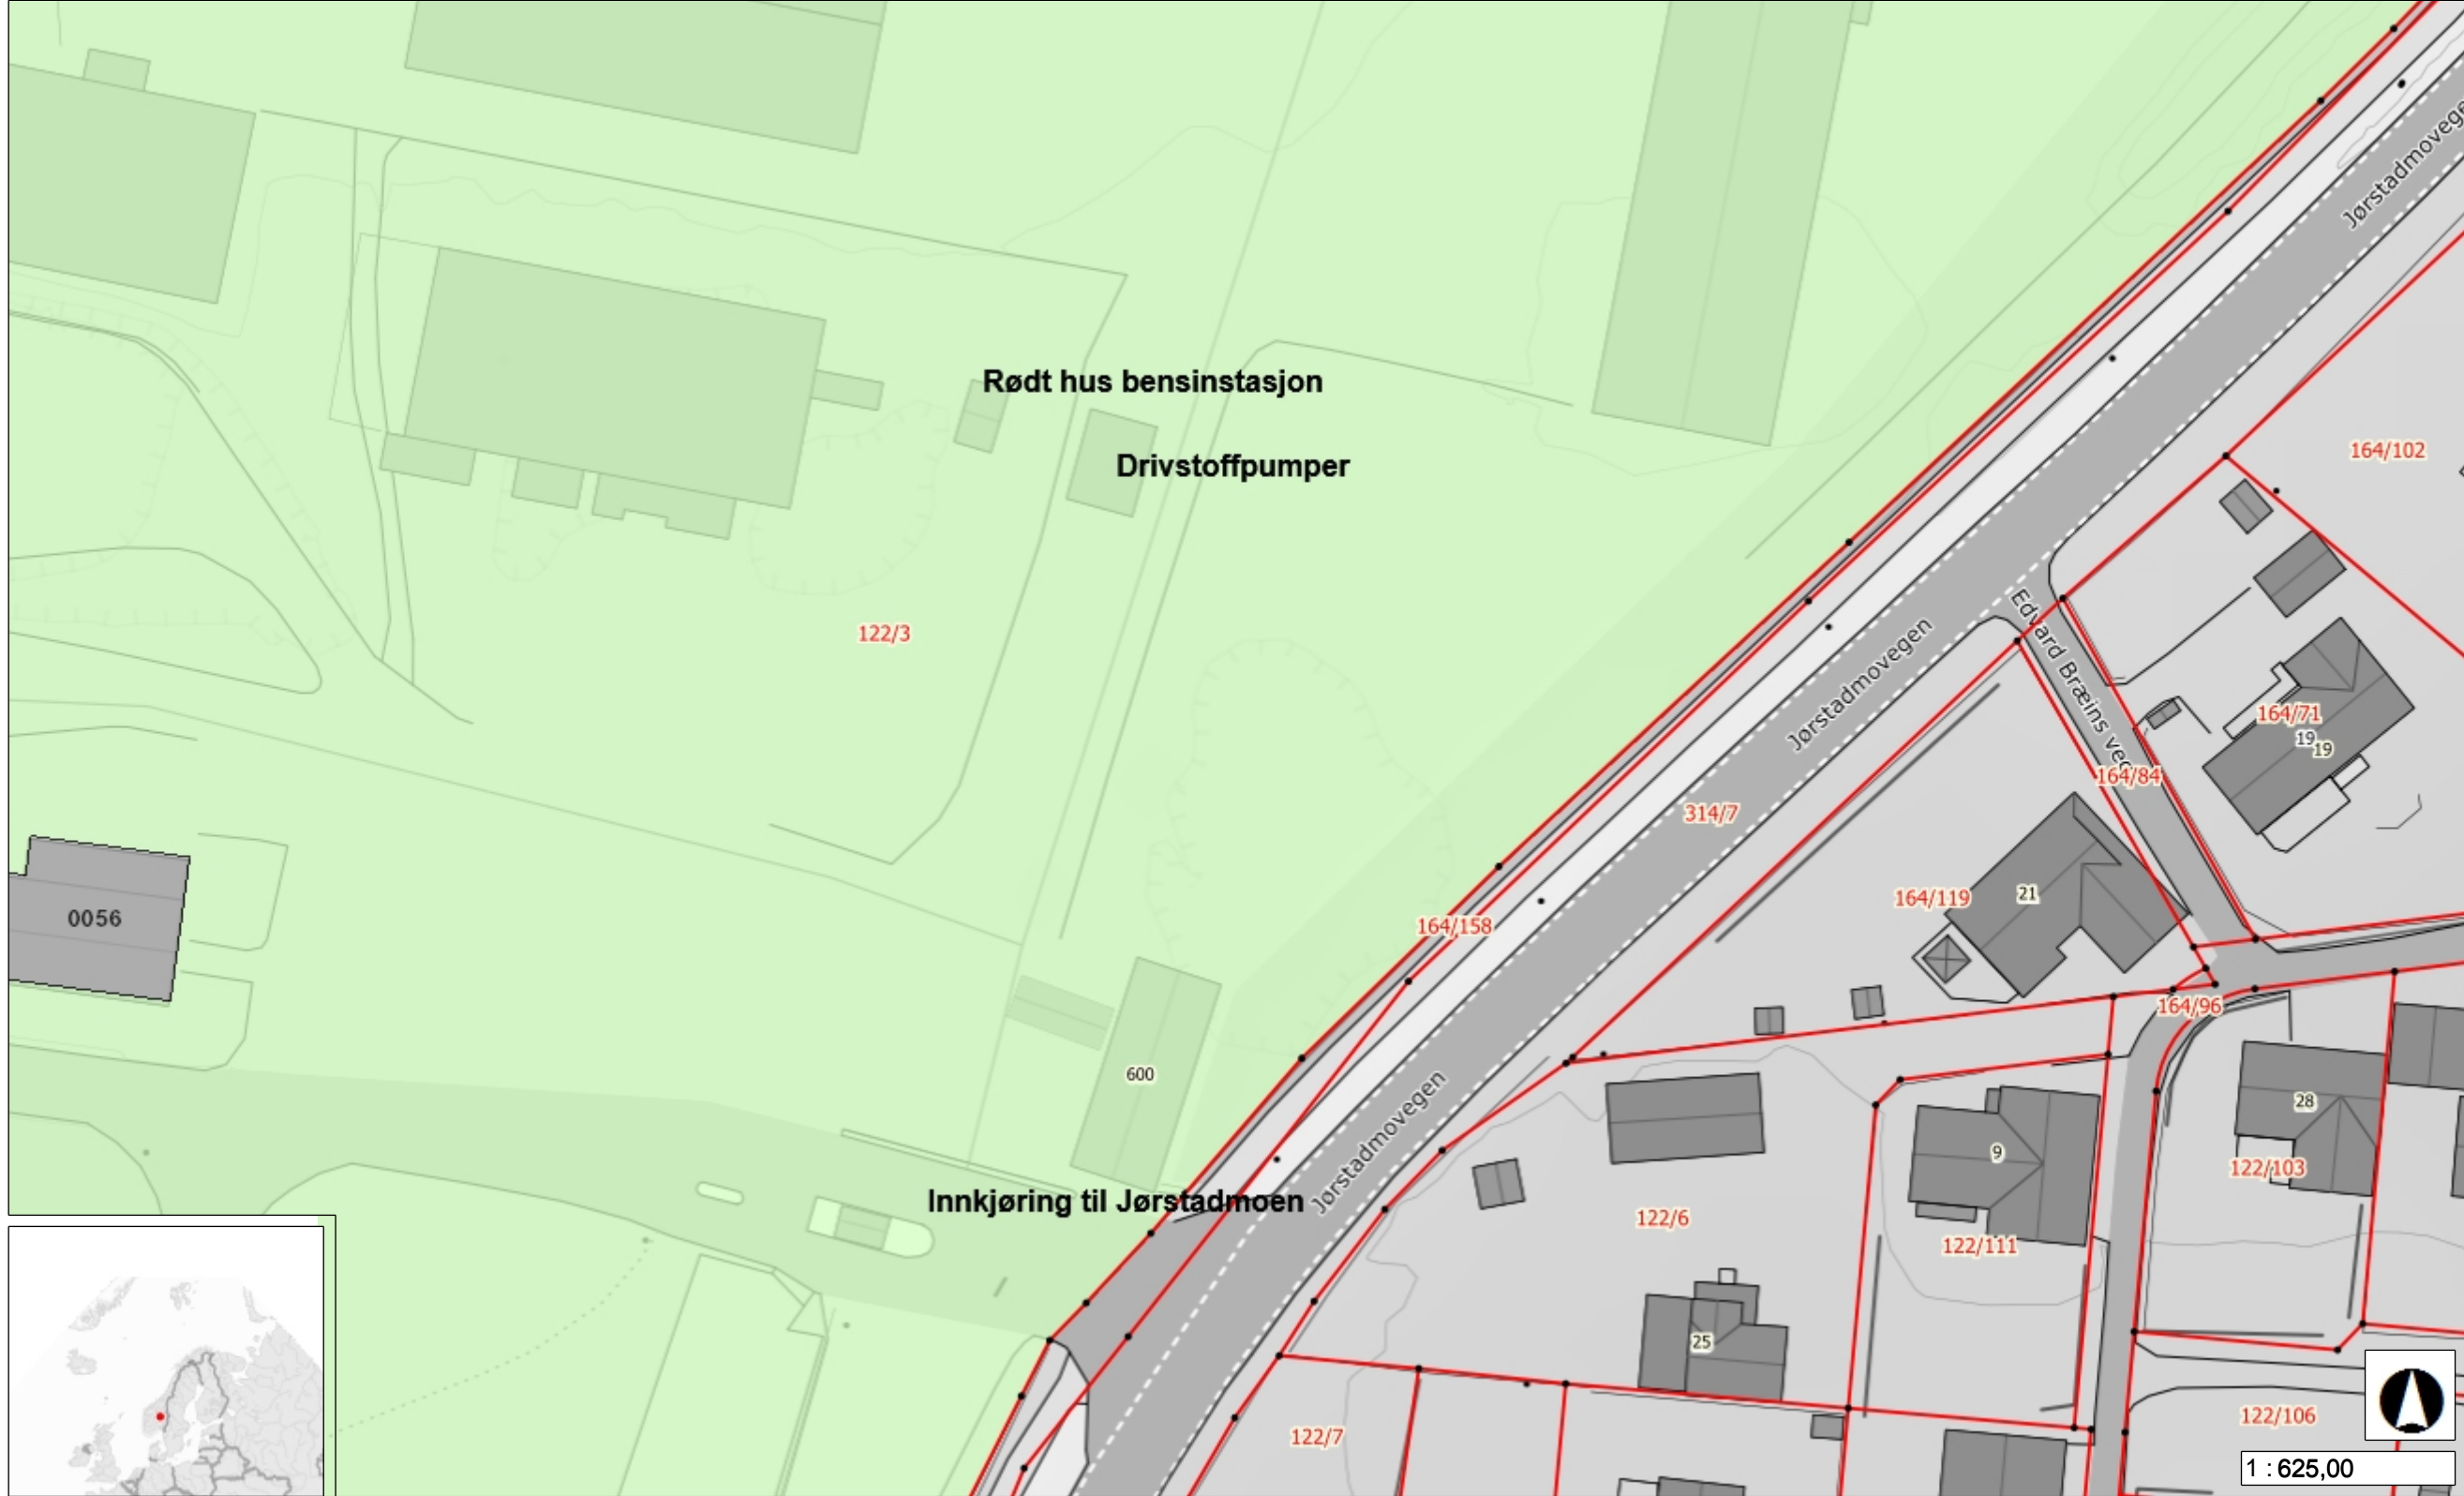 Jørstadmovegen
Rødt hus bensinstasjon
164/102
Drivstoffpumper
122/3
Edvard Bræins veg
Jørstadmovegen
164/71
19
19
164/84
314/7
164/119
21
0056
164/158
164/96
600
Jørstadmovegen
28
9
122/103
Innkjøring til Jørstadmoen
122/6
122/111
25
122/7
122/106
1 : 625,00